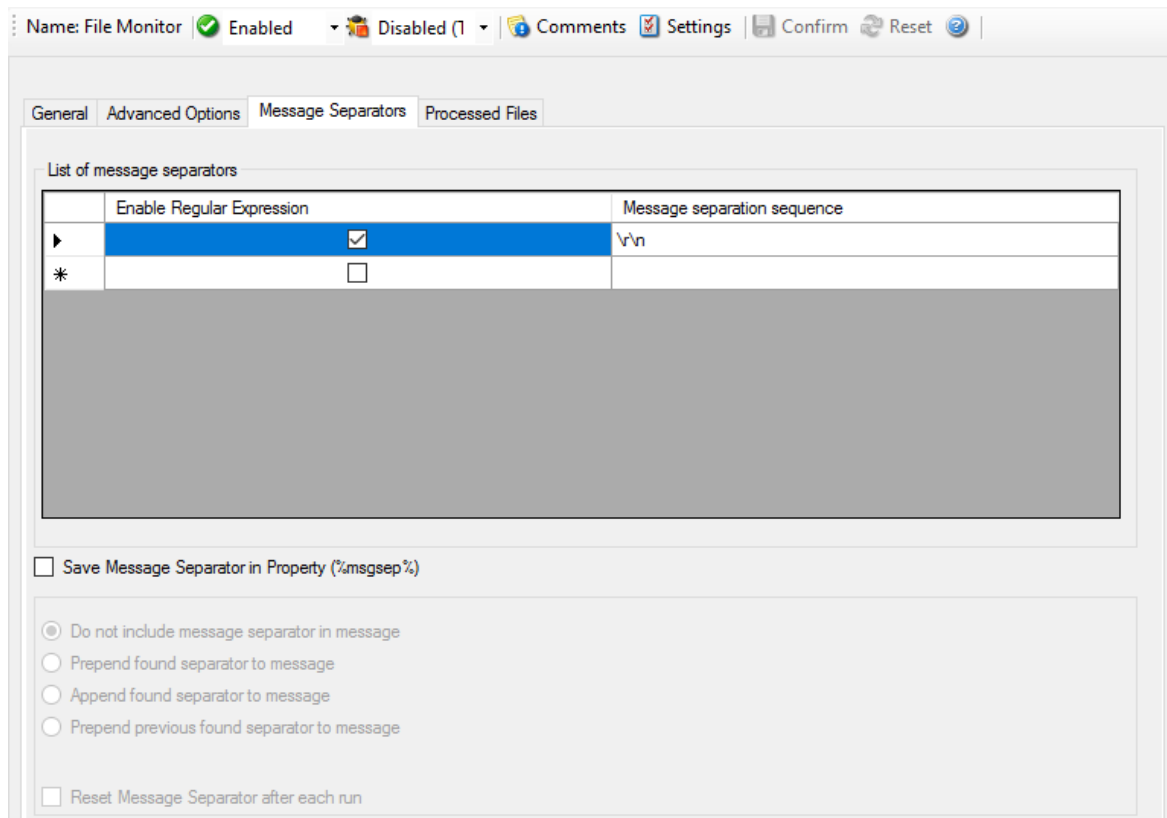 Name: File Monitor Enabled Disabled (T Comments Settings Confirm Reset
General Advanced Options Message Separators Processed Files
List of message separators
Enable Regular Expression Message separation sequence
\r\n
Save Message Separator in Property (%msgsep%)
Do not include message separator in message
Prepend found separator to message
Append found separator to message
Prepend previous found separator to message
Reset Message Separator after each run